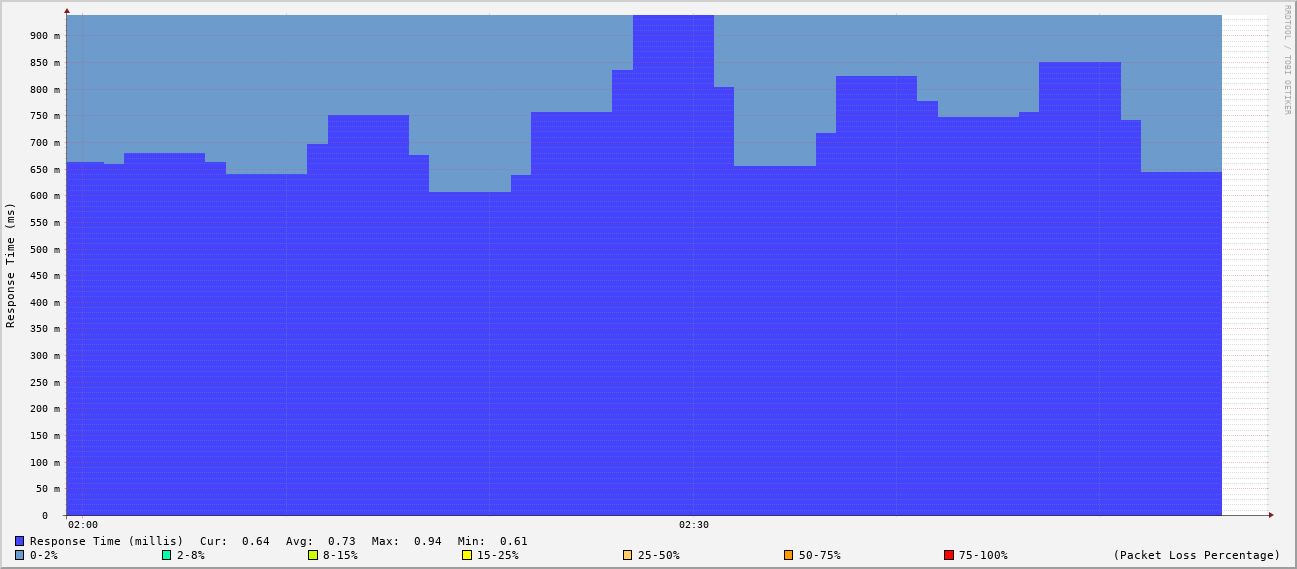 RRDTOOL / TOBI OETIKER
Response Time (ms)
900 m
850 m
800 m
750 m
700 m
650 m
600 m
550 m
500 m
450 m
400 m
350 m
300 m
250 m
200 m
150 m
100 m
50 m
0
02:00 02:30
Response Time (millis) Cur: 0.64 Avg: 0.73 Max: 0.94 Min: 0.61
0-2% 2-8% 8-15% 15-25% 25-50% 50-75% 75-100% (Packet Loss Percentage)